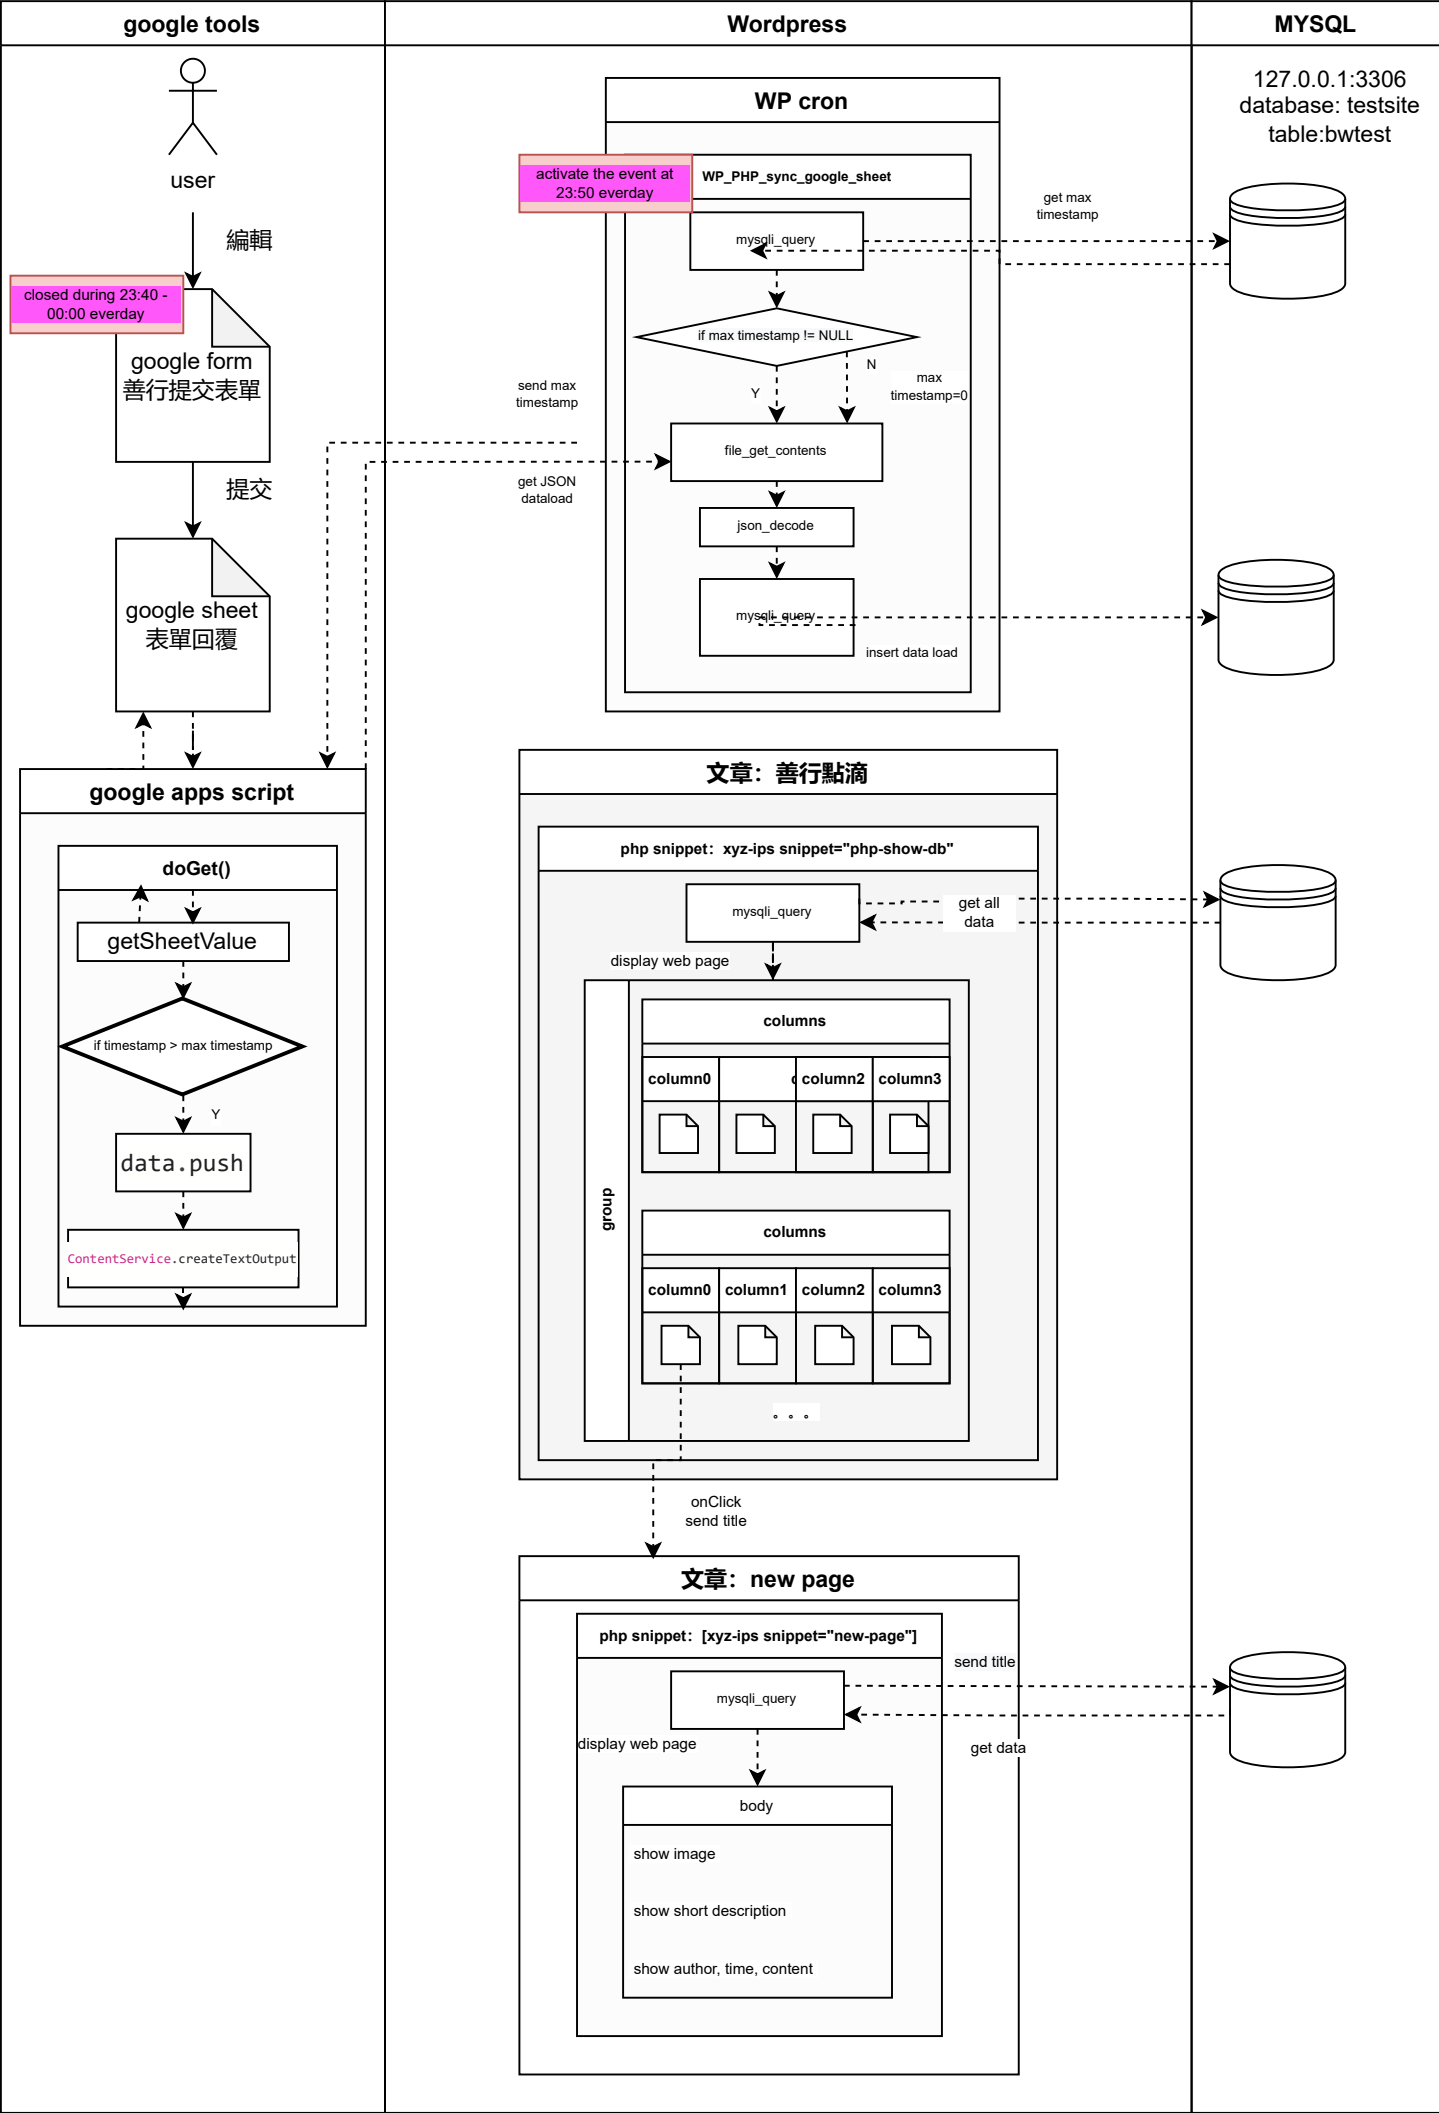 google tools
Wordpress
MYSQL
127.0.0.1:3306
database: testsite
table:bwtest
user
編輯
closed during 23:40 -
00:00 everday
google form
善行提交表單
提交
google sheet
表單回覆
google apps script
doGet()
getSheetValue
if timestamp > max timestamp
Y
data.push
ContentService.createTextOutput
WP cron
activate the event at
23:50 everday
WP_PHP_sync_google_sheet
mysqli_query
get max
timestamp
if max timestamp != NULL
Y
N
max
timestamp=0
send max
timestamp
file_get_contents
get JSON
dataload
json_decode
mysqli_query
insert data load
文章：善行點滴
php snippet：xyz-ips snippet="php-show-db"
mysqli_query
get all
data
display web page
group
columns
column0
column2
column3
columns
column0
column1
column2
column3
。。。
onClick
send title
文章：new page
php snippet：[xyz-ips snippet="new-page"]
mysqli_query
send title
get data
display web page
body
show image
show short description
show author, time, content